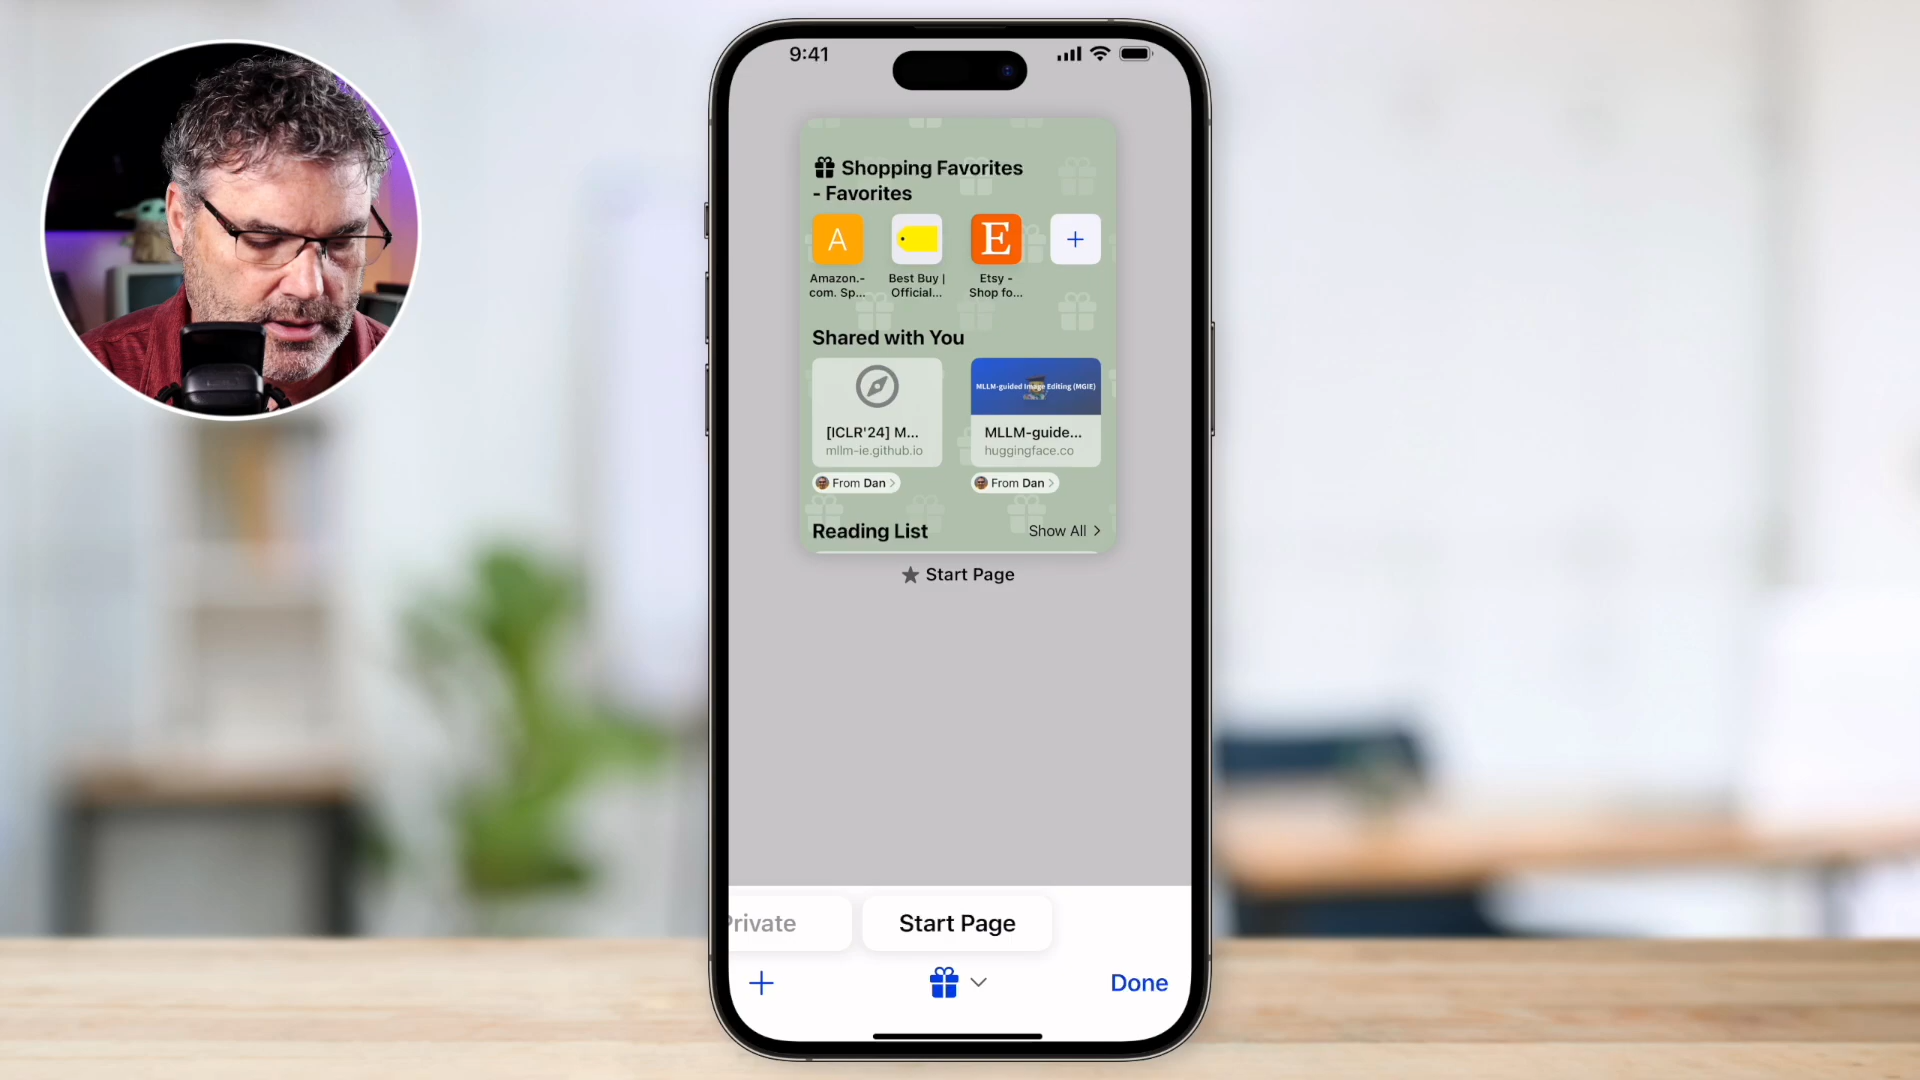 9:41
Shopping Favorites
- Favorites
A
E
Amazon.-
com. Sp...
Best Buy |
Official...
Etsy -
Shop fo...
Shared with You
MLLM-guided Image Editing (MGIE)
[ICLR'24] M...
mllm-ie.github.io
MLLM-guide...
huggingface.co
From Dan >
From Dan >
Reading List
Show All >
Start Page
Private
Start Page
Done